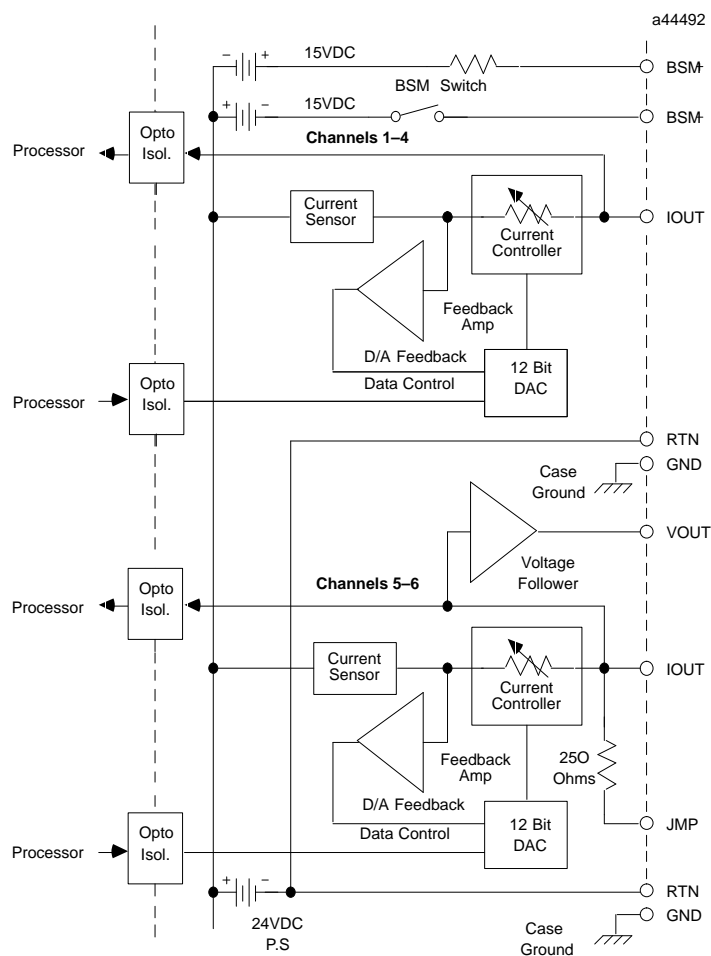 a44492
− + 15VDC
BSM+
BSM Switch
+ − 15VDC
BSM-
Channels 1–4
Opto
Isol.
Processor
Current
Sensor
IOUT
Current
Controller
Feedback
Amp
D/A Feedback
Data Control
12 Bit
DAC
Opto
Isol.
Processor
RTN
GND
Case
Ground
VOUT
Voltage
Follower
Channels 5–6
Opto
Isol.
Processor
Current
Sensor
IOUT
Current
Controller
Feedback
Amp
25O
Ohms
D/A Feedback
Data Control
12 Bit
DAC
JMP
Opto
Isol.
Processor
+ −
RTN
24VDC
P.S
GND
Case
Ground